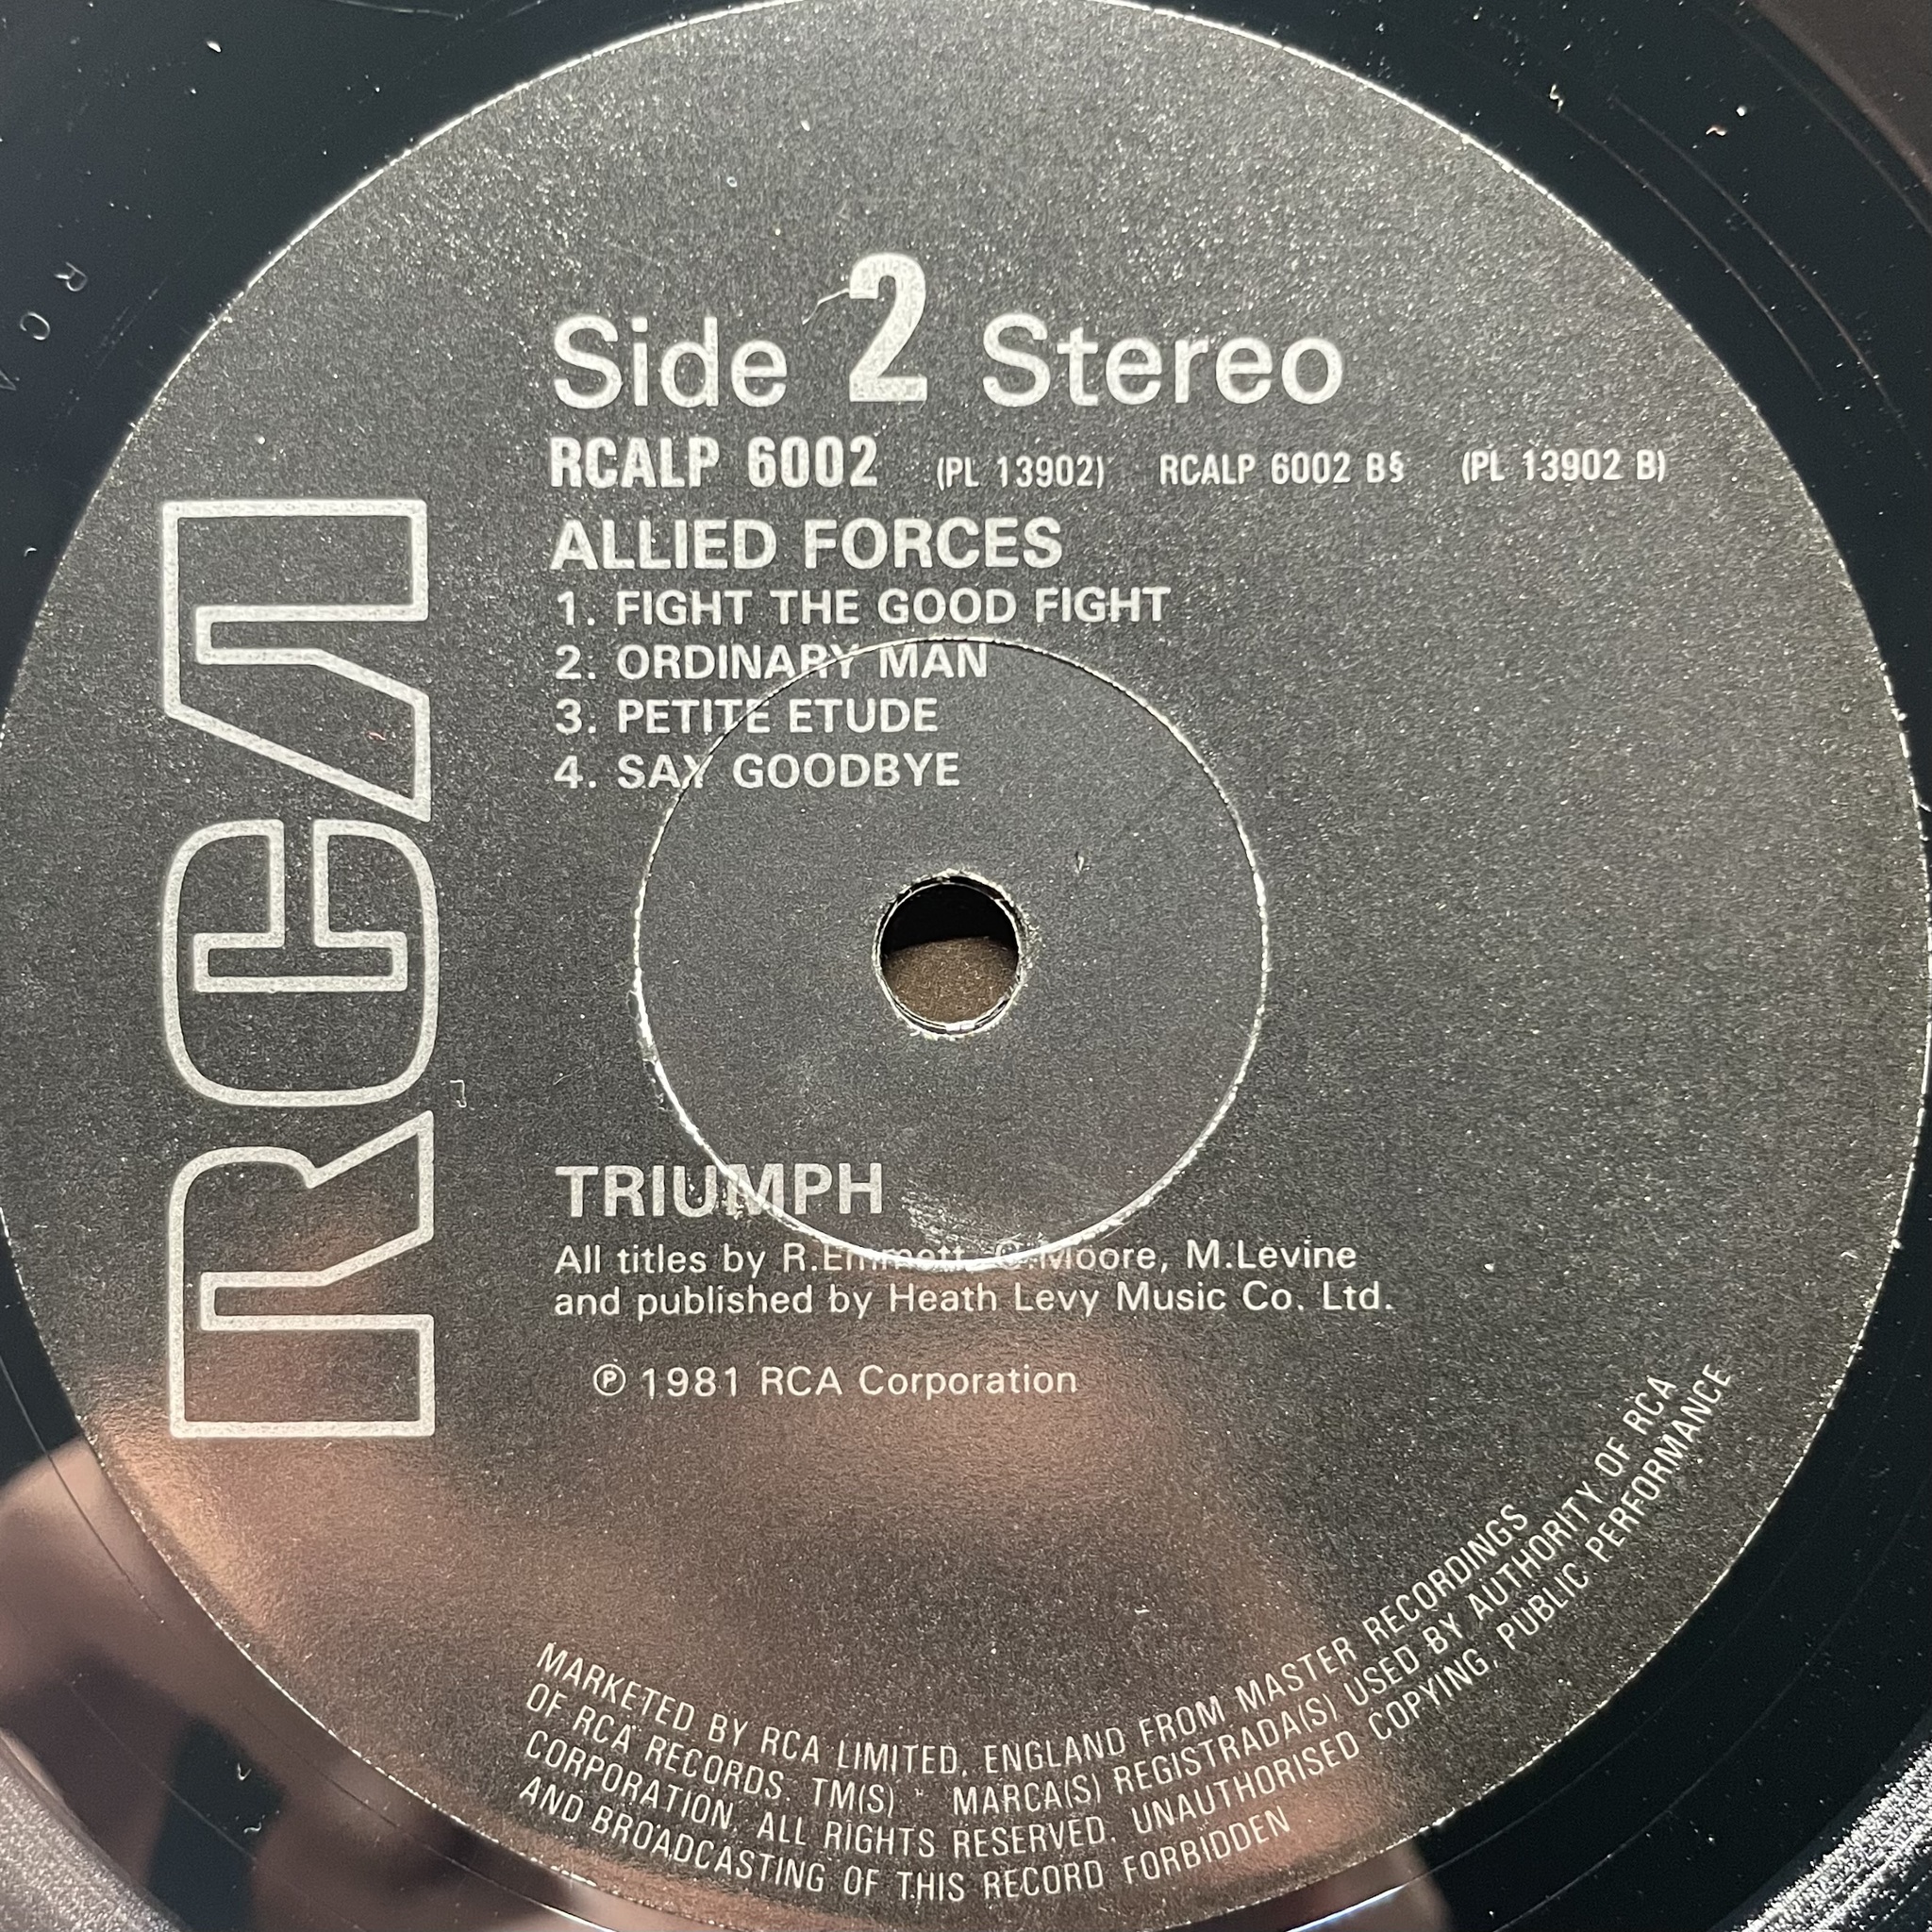 Side 2 Stereo
RCALP 6002 (PL 13902) RCALP 6002 B§ (PL 13902 B)
ALLIED FORCES
1. FIGHT THE GOOD FIGHT
2. ORDINARY MAN
3. PETITE ETUDE
4. SAY GOODBYE
RCA
TRIUMPH
All titles by R.Emmett, G.Moore, M.Levine
and published by Heath Levy Music Co. Ltd.
℗ 1981 RCA Corporation
MARKETED BY RCA LIMITED, ENGLAND FROM MASTER RECORDINGS
OF RCA RECORDS. TM(S) ® MARCA(S) REGISTRADA(S) USED BY AUTHORITY OF RCA
CORPORATION. ALL RIGHTS RESERVED. UNAUTHORISED COPYING, PUBLIC PERFORMANCE
AND BROADCASTING OF THIS RECORD FORBIDDEN